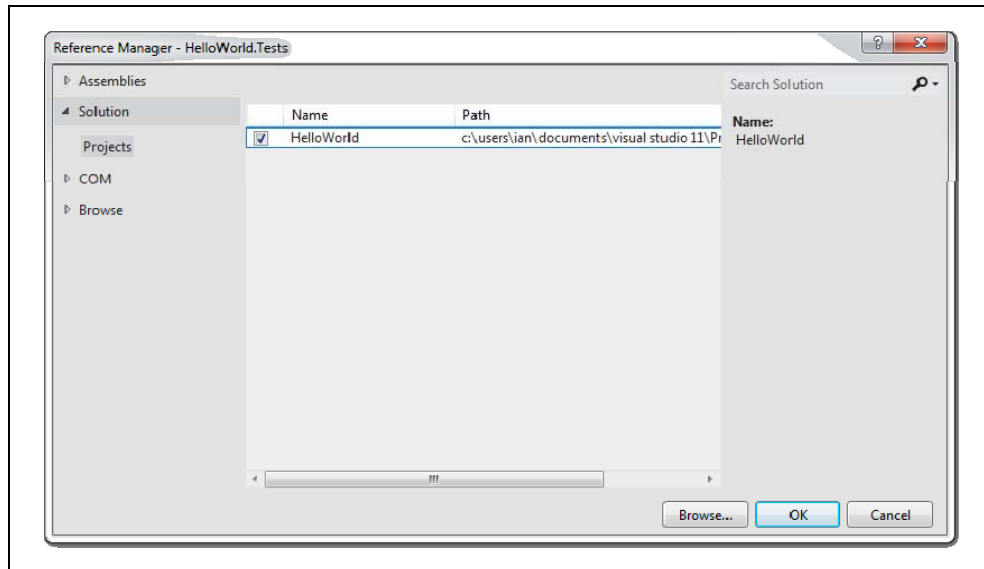 Reference Manager - HelloWorld.Tests
Assemblies
Solution
Projects
COM
Browse
Name Path
HelloWorld c:\users\ian\documents\visual studio 11\Pr
Search Solution
Name:
HelloWorld
Browse... OK Cancel